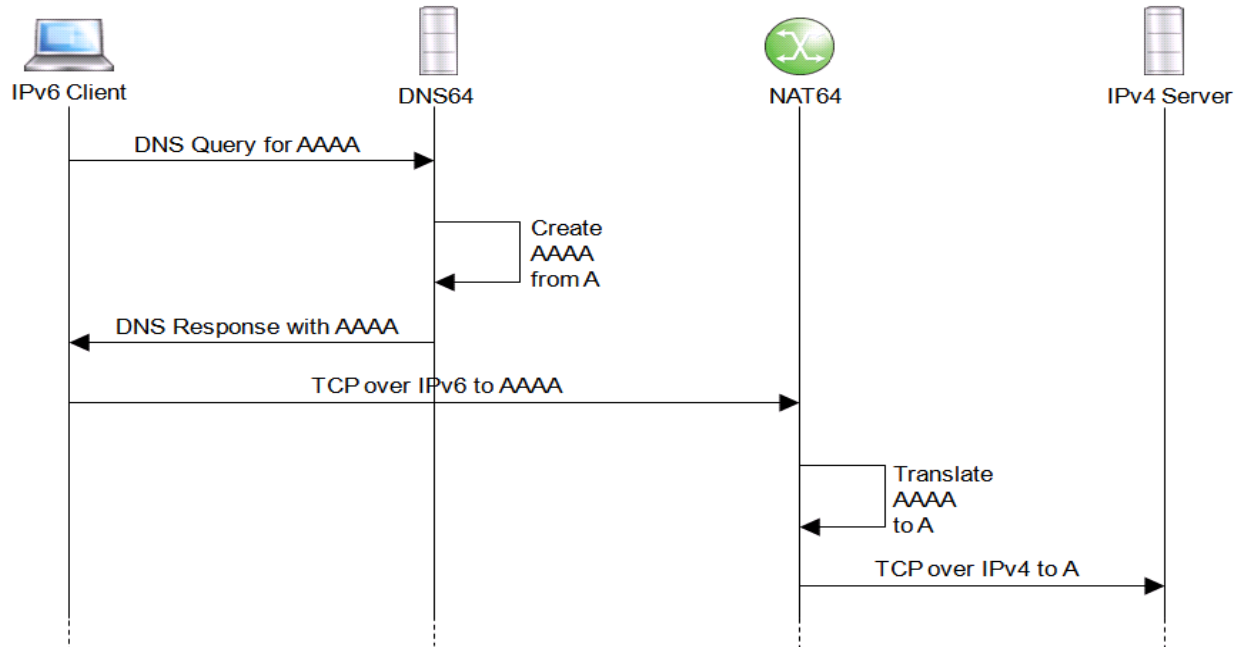 IPv6 Client
DNS64
NAT64
IPv4 Server
DNS Query for AAAA
Create
AAAA
from A
DNS Response with AAAA
TCP over IPv6 to AAAA
Translate
AAAA
to A
TCP over IPv4 to A